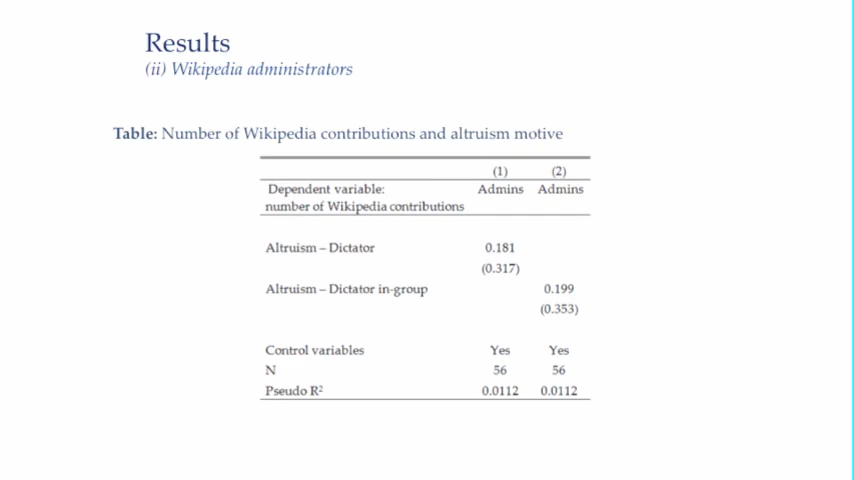 Results
(ii) Wikipedia administrators
Table: Number of Wikipedia contributions and altruism motive
(1) (2)
Dependent variable: Admins Admins
number of Wikipedia contributions
Altruism – Dictator 0.181
(0.317)
Altruism – Dictator in-group 0.199
(0.353)
Control variables Yes Yes
N 56 56
Pseudo R² 0.0112 0.0112